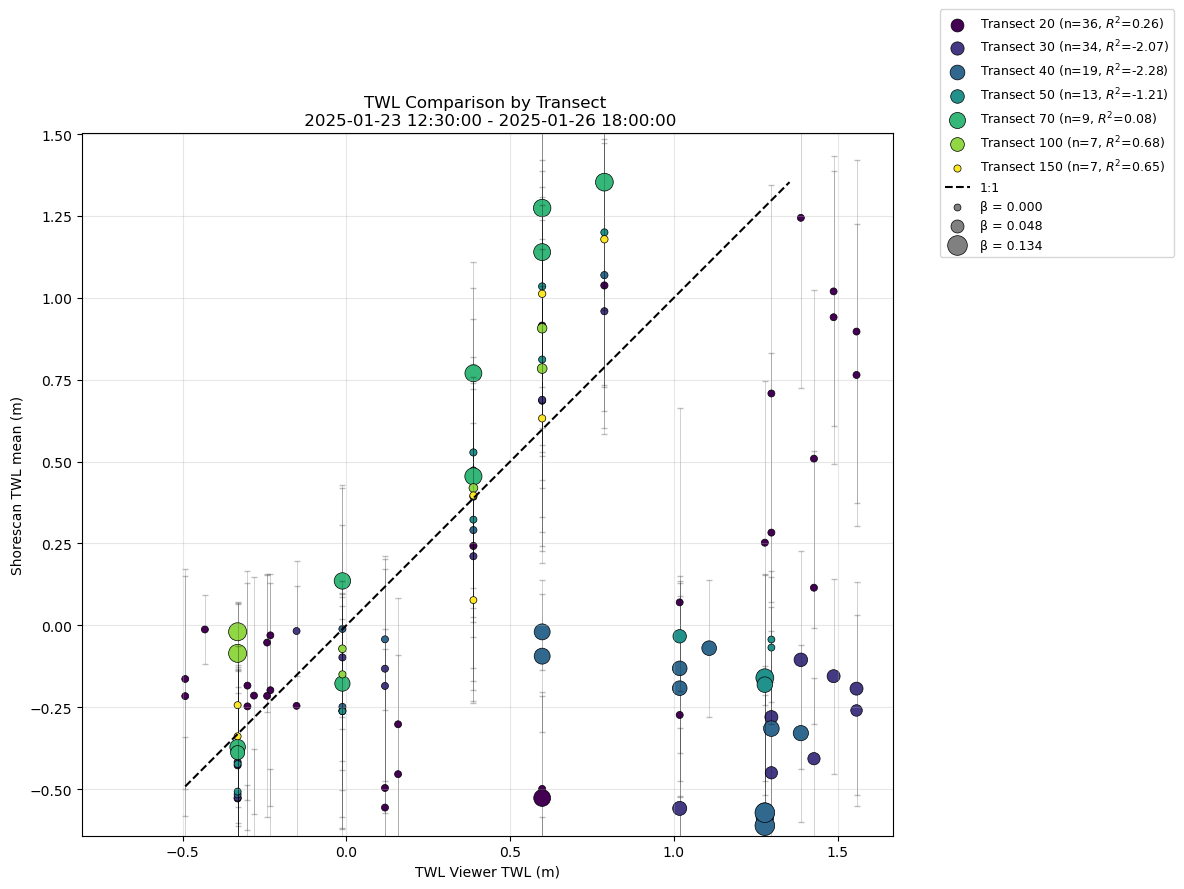 Transect 20 (n=36, R²=0.26)
Transect 30 (n=34, R²=-2.07)
Transect 40 (n=19, R²=-2.28)
Transect 50 (n=13, R²=-1.21)
Transect 70 (n=9, R²=0.08)
Transect 100 (n=7, R²=0.68)
Transect 150 (n=7, R²=0.65)
1:1
β = 0.000
β = 0.048
β = 0.134
TWL Comparison by Transect
2025-01-23 12:30:00 - 2025-01-26 18:00:00
1.50
1.25
1.00
0.75
0.50
0.25
0.00
−0.25
−0.50
Shorescan TWL mean (m)
−0.5 0.0 0.5 1.0 1.5
TWL Viewer TWL (m)